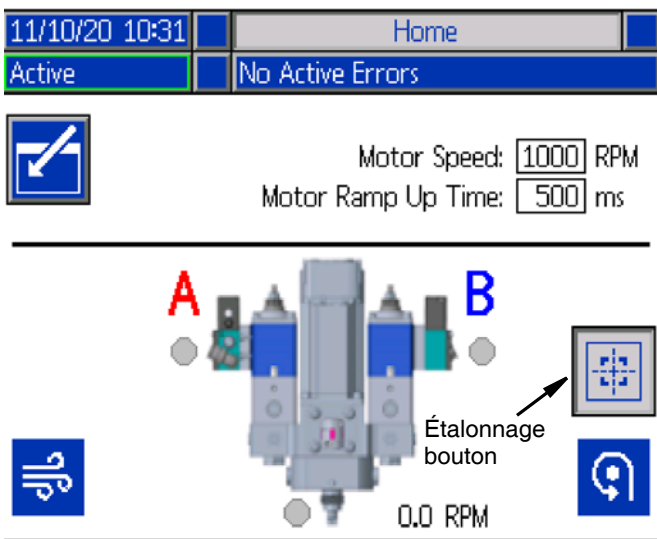 11/10/20 10:31
Home
Active
No Active Errors
Motor Speed: 1000 RPM
Motor Ramp Up Time: 500 ms
A
B
Étalonnage
bouton
0.0 RPM